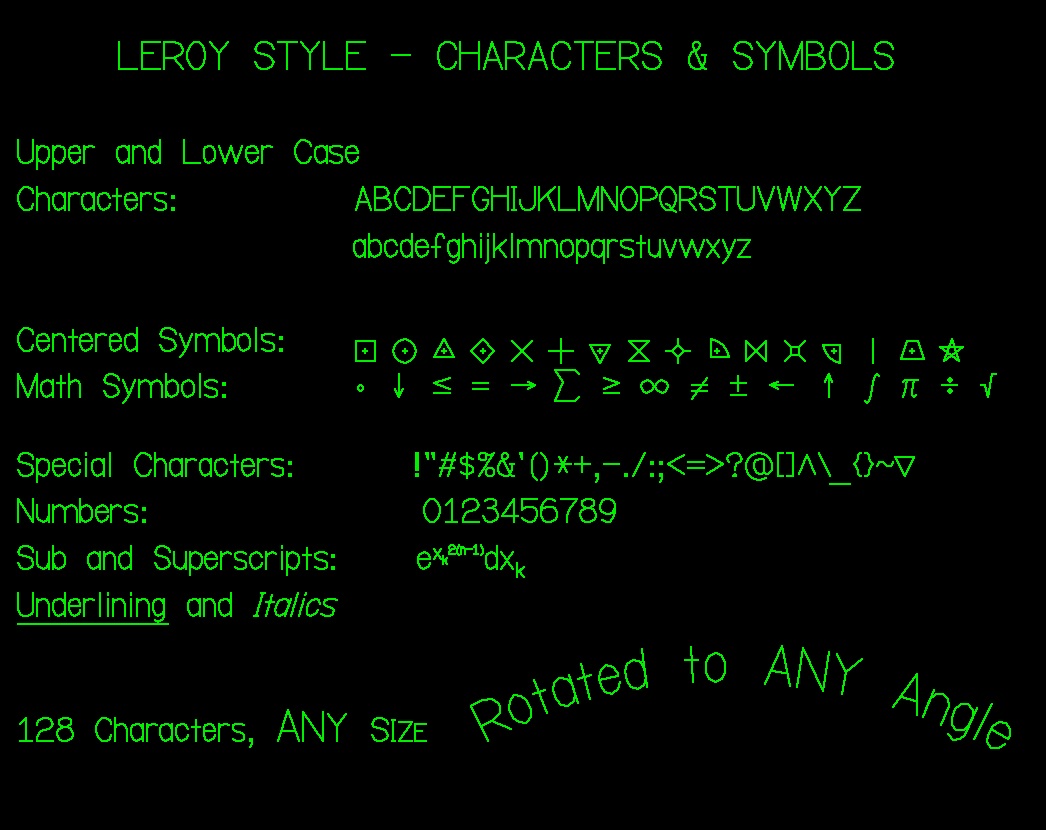 LEROY STYLE - CHARACTERS & SYMBOLS
Upper and Lower Case
Characters: ABCDEFGHIJKLMNOPQRSTUVWXYZ
abcdefghijklmnopqrstuvwxyz
Centered Symbols: ⊡ ⊙ ◬ ◇ × + ▽ ⧖ ⌖ ◺ ⋈ ¤ ◹ | ⏢ ☆
Math Symbols: ∘ ↓ ≤ = → ∑ ≥ ∞ ≠ ± ← ↑ ∫ π ÷ √
Special Characters: !"#$%&'()*+,-./:;<=>?@[]∧\_{}~▽
Numbers: 0123456789
Sub and Superscripts: e^{x_k^{2(n-1)}}dx_k
Underlining and Italics
128 Characters, ANY SIZE
Rotated to ANY Angle